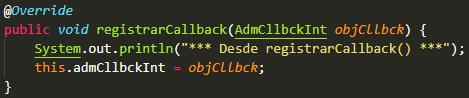 @Override
public void registrarCallback(AdmCllbckInt objCllbck) {
    System.out.println("*** Desde registrarCallback() ***");
    this.admCllbckInt = objCllbck;
}